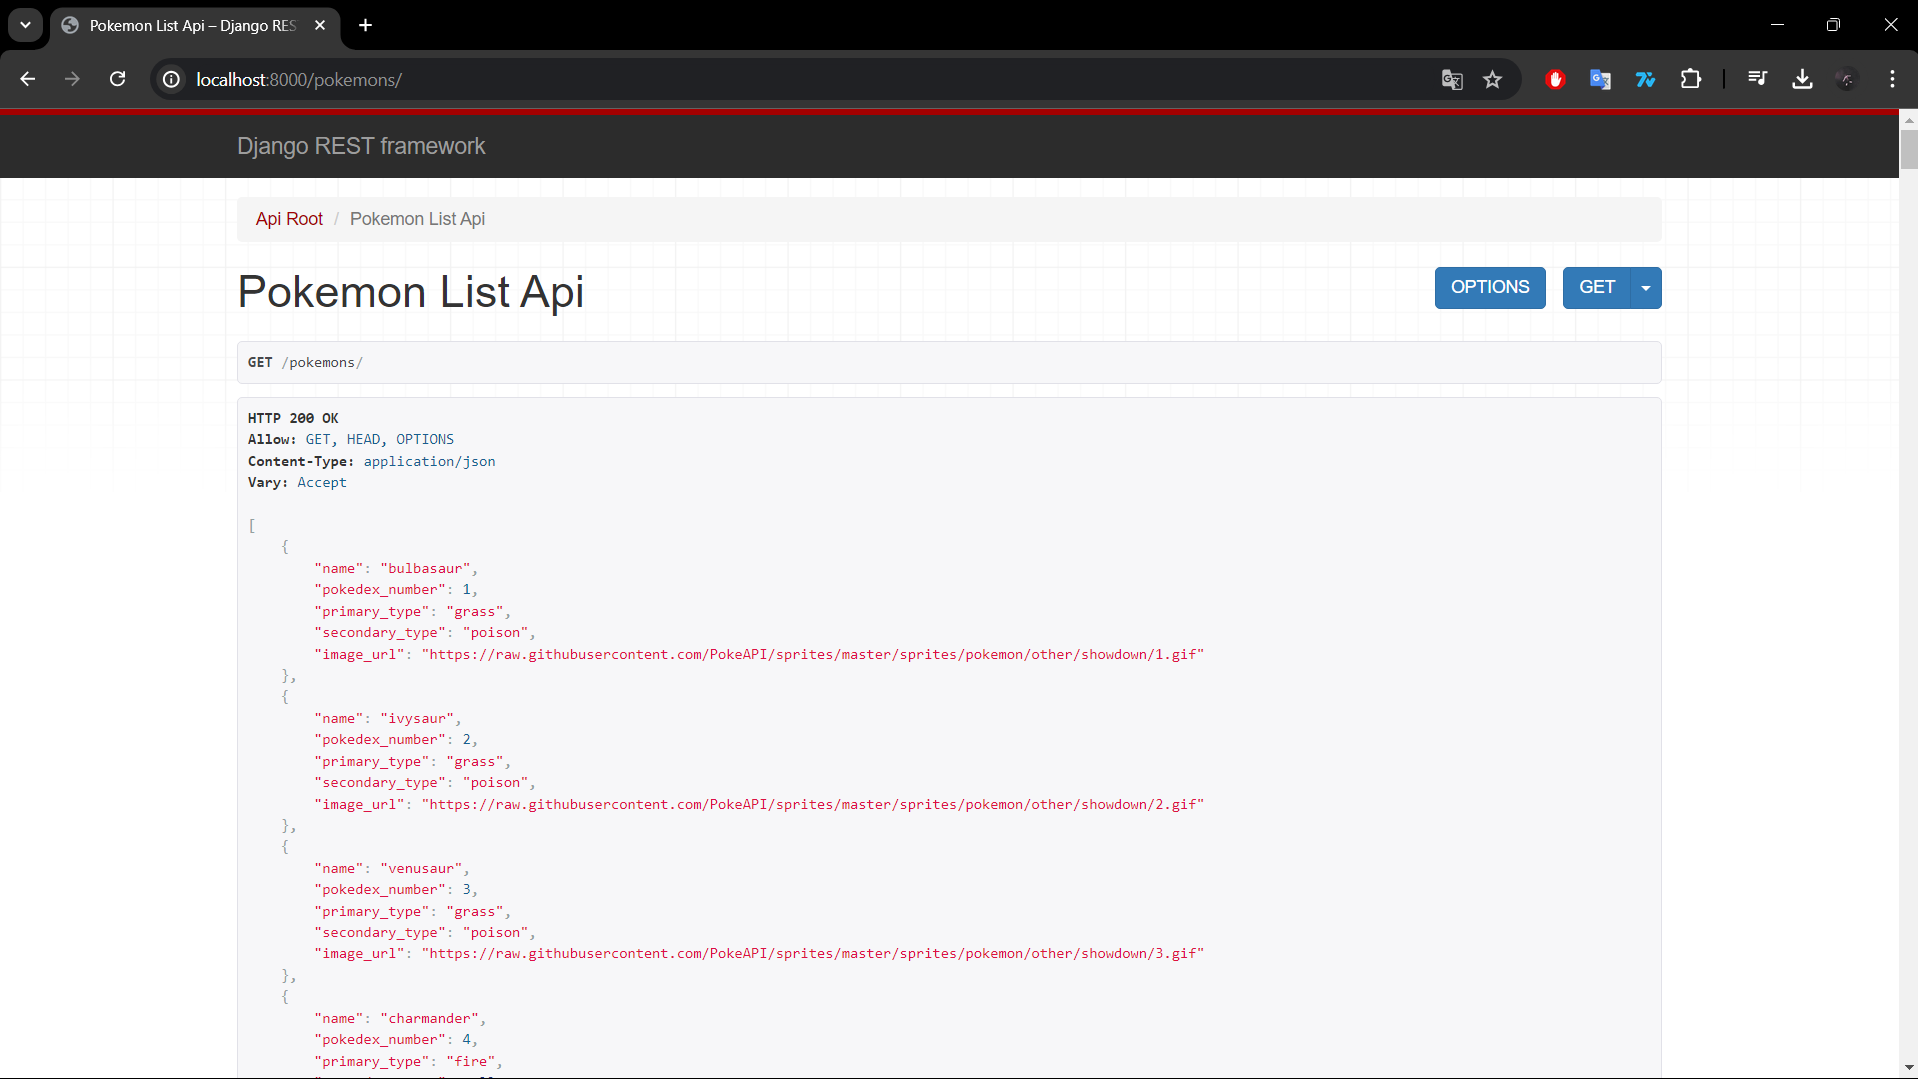 Pokemon List Api – Django RES
localhost:8000/pokemons/
Django REST framework
Api Root / Pokemon List Api
Pokemon List Api
OPTIONS
GET
GET /pokemons/
HTTP 200 OK
Allow: GET, HEAD, OPTIONS
Content-Type: application/json
Vary: Accept
[
{
"name": "bulbasaur",
"pokedex_number": 1,
"primary_type": "grass",
"secondary_type": "poison",
"image_url": "https://raw.githubusercontent.com/PokeAPI/sprites/master/sprites/pokemon/other/showdown/1.gif"
},
{
"name": "ivysaur",
"pokedex_number": 2,
"primary_type": "grass",
"secondary_type": "poison",
"image_url": "https://raw.githubusercontent.com/PokeAPI/sprites/master/sprites/pokemon/other/showdown/2.gif"
},
{
"name": "venusaur",
"pokedex_number": 3,
"primary_type": "grass",
"secondary_type": "poison",
"image_url": "https://raw.githubusercontent.com/PokeAPI/sprites/master/sprites/pokemon/other/showdown/3.gif"
},
{
"name": "charmander",
"pokedex_number": 4,
"primary_type": "fire",